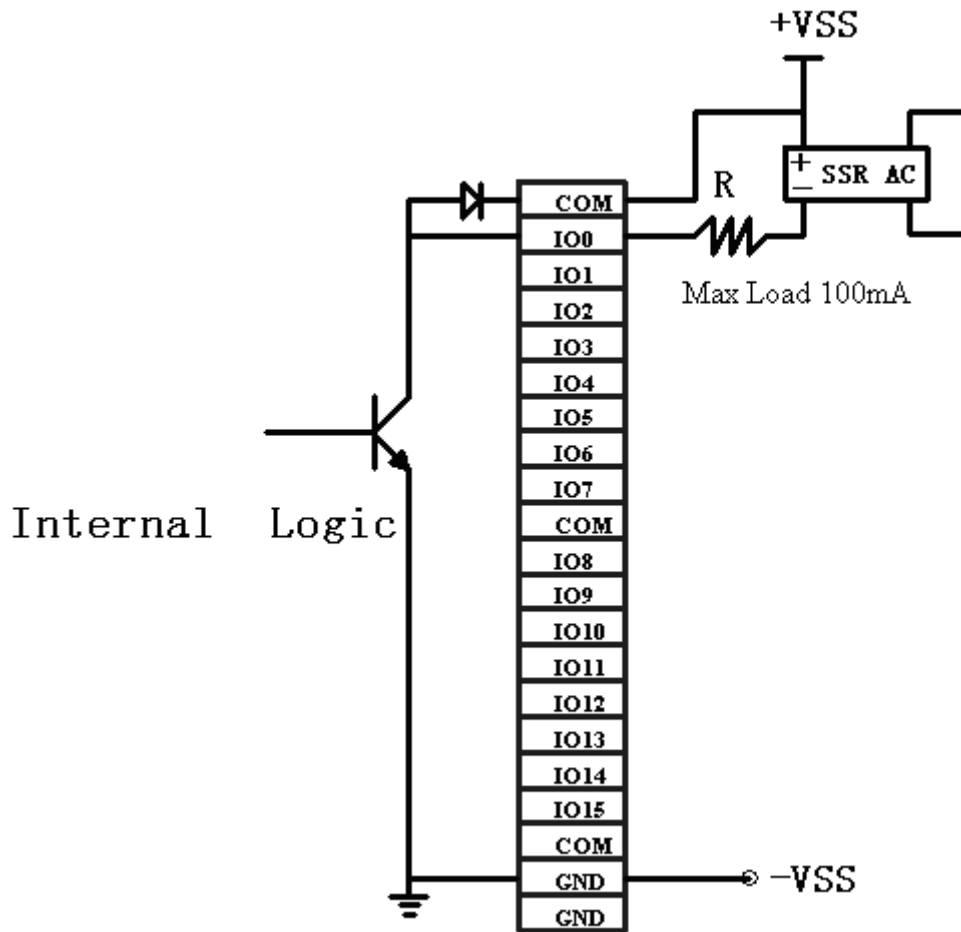 +VSS
+
− SSR AC
R
Max Load 100mA
COM
IO0
IO1
IO2
IO3
IO4
IO5
IO6
IO7
COM
IO8
IO9
IO10
IO11
IO12
IO13
IO14
IO15
COM
GND
GND
Internal Logic
-VSS